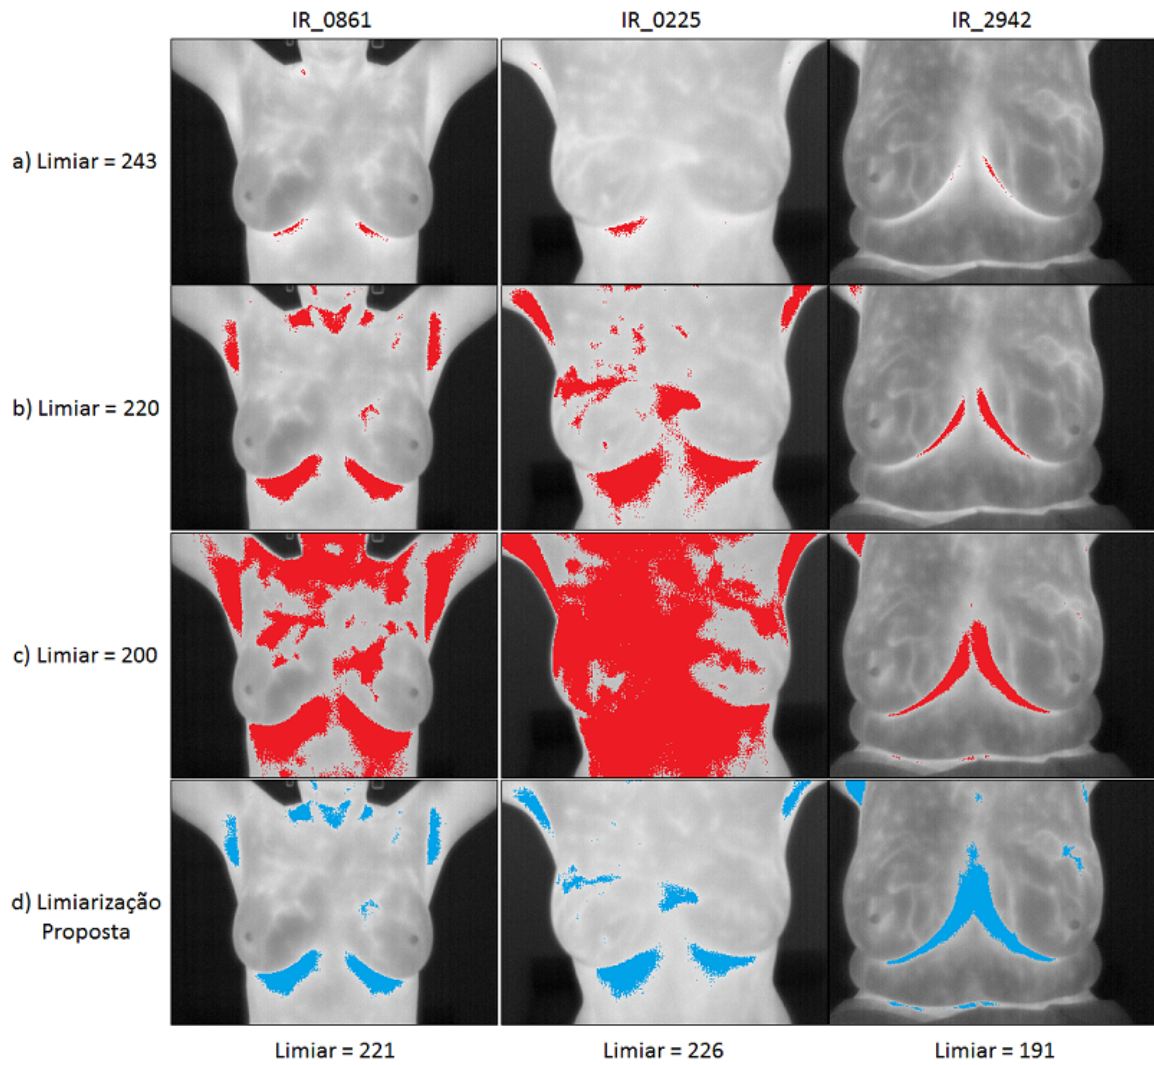 IR_0861 IR_0225 IR_2942
a) Limiar = 243
b) Limiar = 220
c) Limiar = 200
d) Limiarização
Proposta
Limiar = 221 Limiar = 226 Limiar = 191